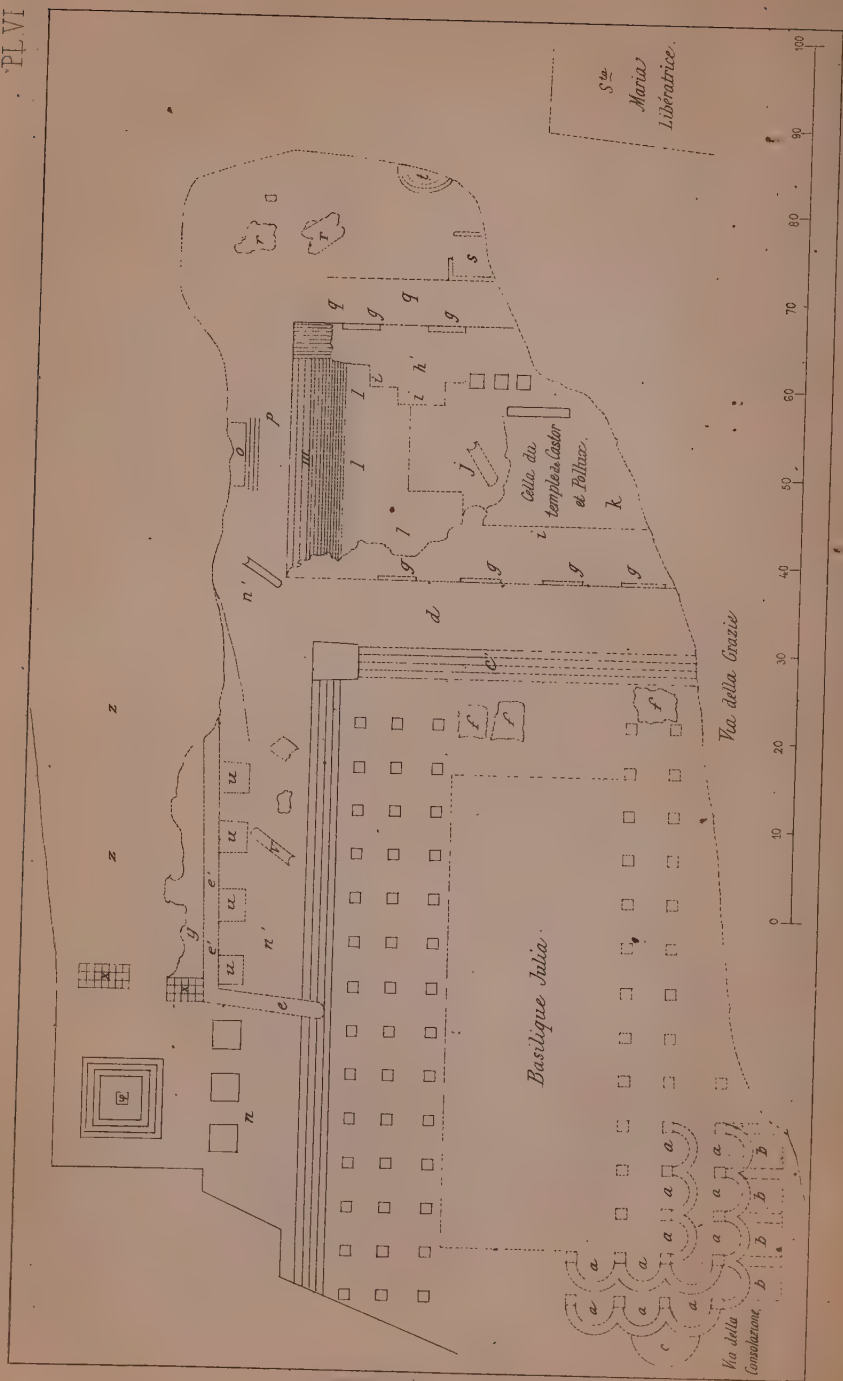 PL.VI
Sta
Maria
Libératrice.
100
90
80
70
60
50
40
30
20
10
0
r
r
t
s
q
q
g
g
h'
i
i
l
l
l
m
p
o
j
Cella du
temple de Castor
et Pollux.
k
i
g
g
g
g
d
n'
c'
f
f
f
Via della Grazie
z
z
u
u
u
u
e'
e'
y
v
n'
e
x
x
φ
n
Basilique Julia.
a
a
a
a
a
a
a
a
a
b
b
b
b
c
Via della
Consolazione.